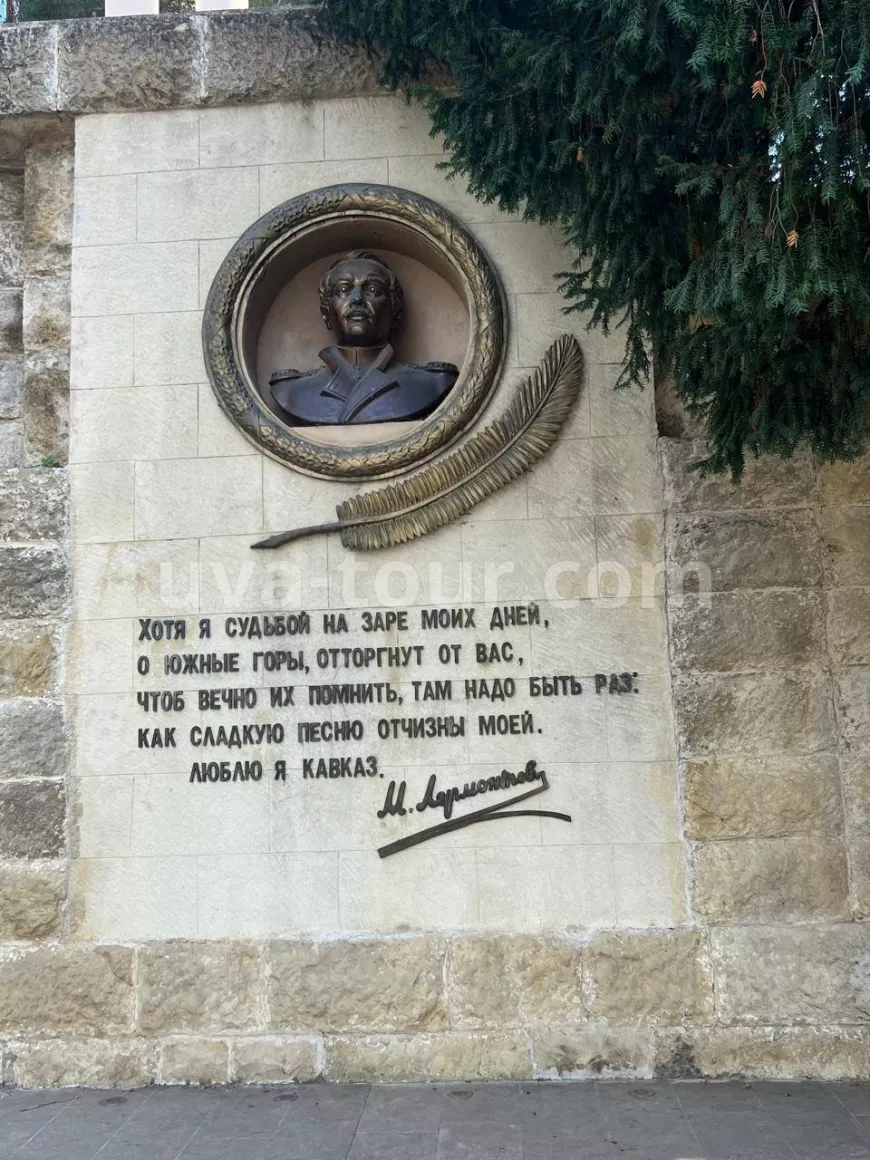 uva-tour.com
ХОТЯ Я СУДЬБОЙ НА ЗАРЕ МОИХ ДНЕЙ,
О ЮЖНЫЕ ГОРЫ, ОТТОРГНУТ ОТ ВАС,
ЧТОБ ВЕЧНО ИХ ПОМНИТЬ, ТАМ НАДО БЫТЬ РАЗ:
КАК СЛАДКУЮ ПЕСНЮ ОТЧИЗНЫ МОЕЙ.
ЛЮБЛЮ Я КАВКАЗ.
М. Лермонтов